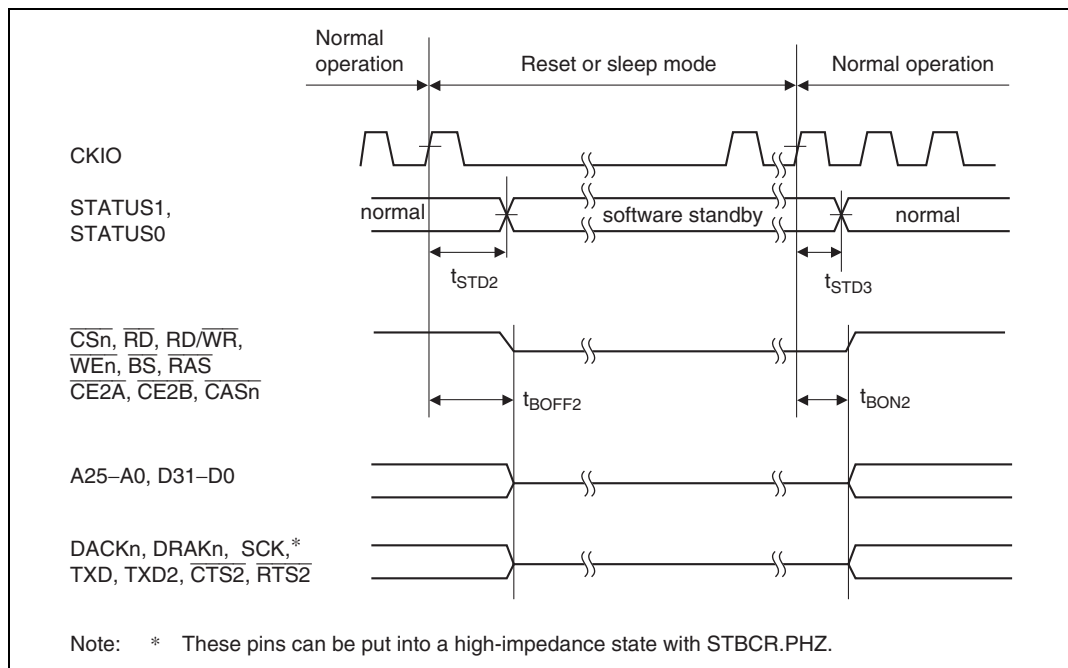 Normal
operation
Reset or sleep mode
Normal operation
CKIO
STATUS1,
STATUS0
normal
software standby
normal
tSTD2
tSTD3
CSn, RD, RD/WR,
WEn, BS, RAS
CE2A, CE2B, CASn
tBOFF2
tBON2
A25–A0, D31–D0
DACKn, DRAKn, SCK,*
TXD, TXD2, CTS2, RTS2
Note: * These pins can be put into a high-impedance state with STBCR.PHZ.